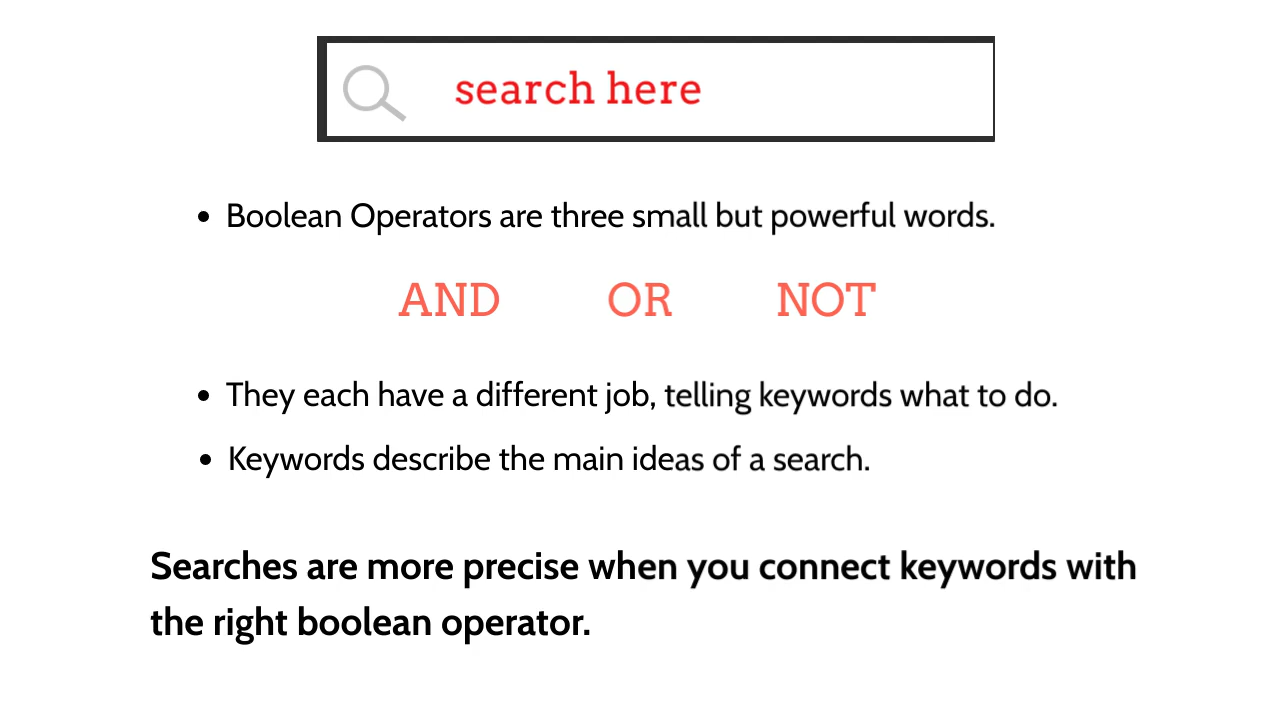 search here
• Boolean Operators are three small but powerful words.
AND OR NOT
• They each have a different job, telling keywords what to do.
• Keywords describe the main ideas of a search.
Searches are more precise when you connect keywords with
the right boolean operator.